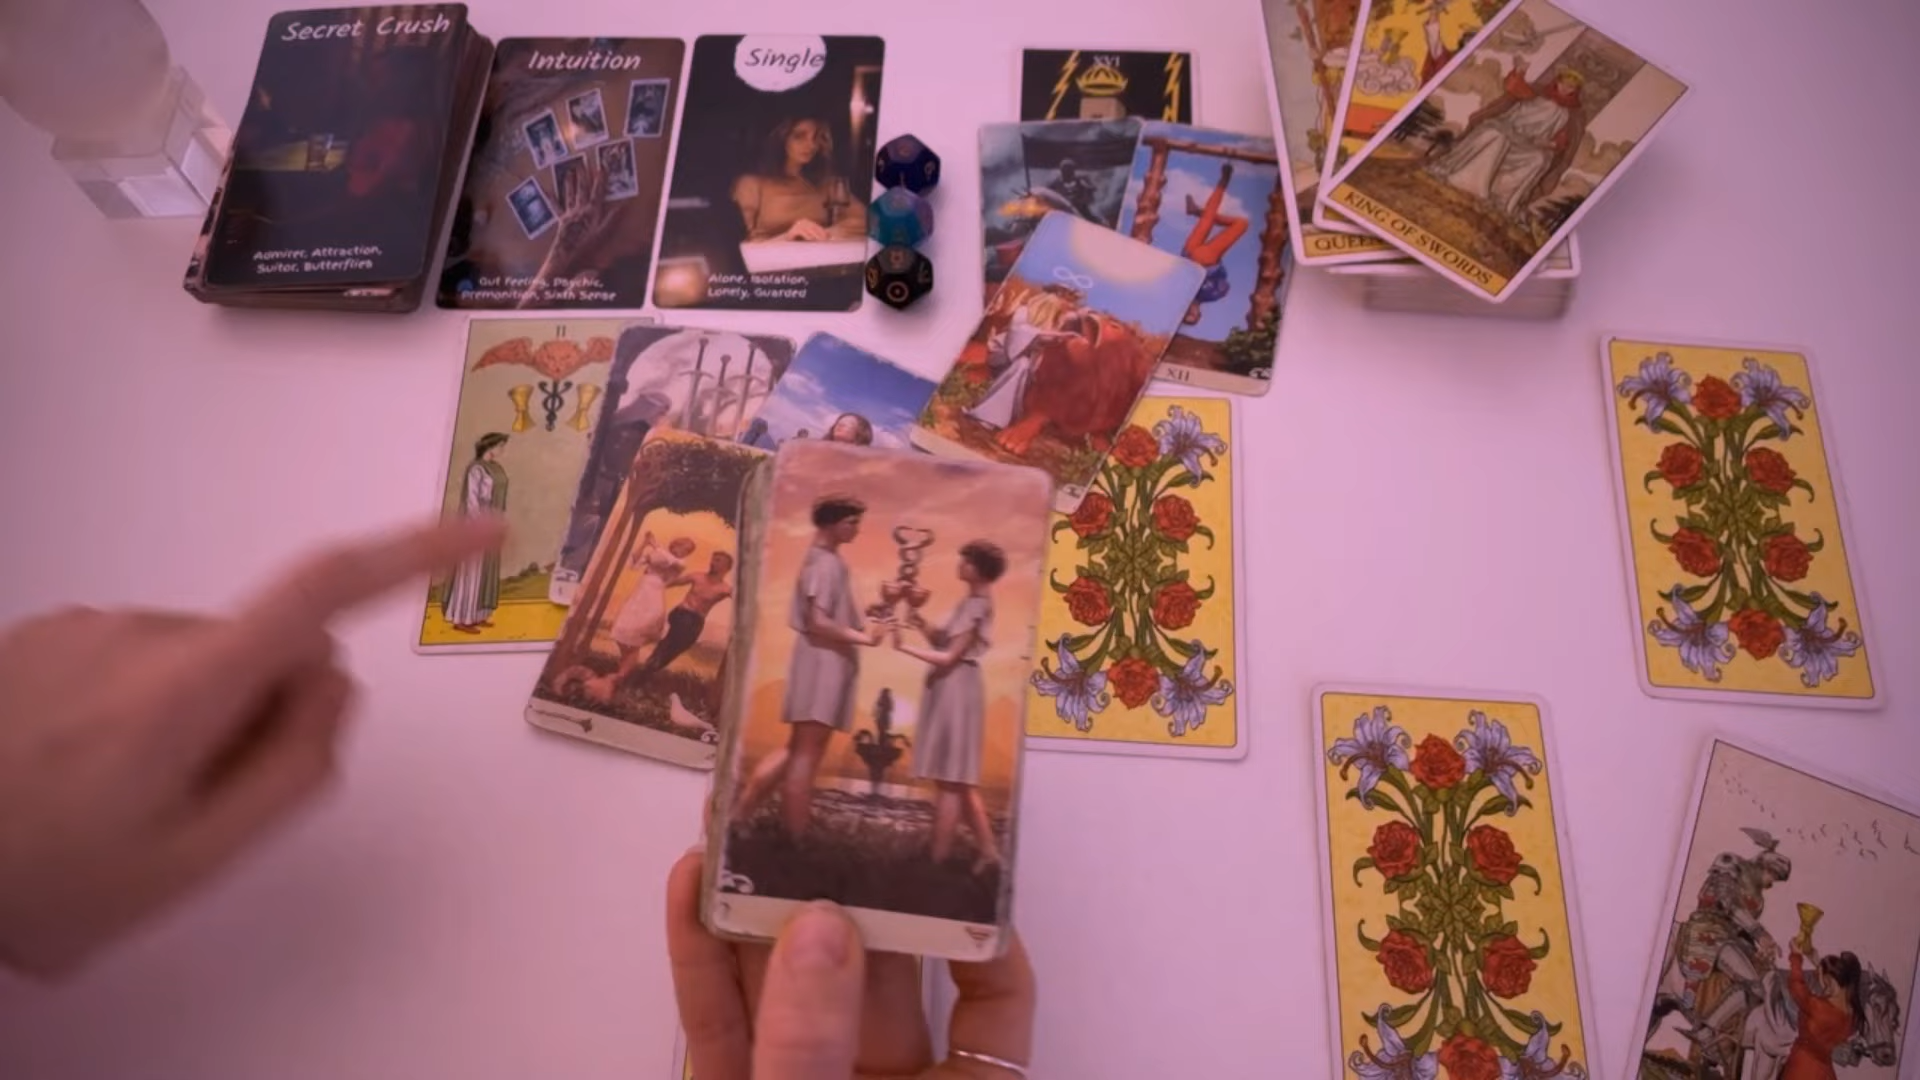 Secret Crush
Admirer, Attraction,
Suitor, Butterflies
Intuition
Gut Feeling, Psychic,
Premonition, Sixth Sense
Single
Alone, Isolation,
Lonely, Guarded
XVI
XII
QUEEN
KING OF SWORDS
II